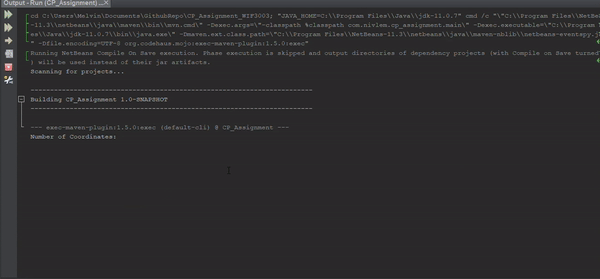 Output - Run (CP_Assignment) ...
cd C:\Users\Melvin\Documents\GithubRepo\CP_Assignment_WIF3003; "JAVA_HOME=C:\\Program Files\\Java\\jdk-11.0.7" cmd /c "\"C:\\Program Files\\NetBeans
-11.3\\netbeans\\java\\maven\\bin\\mvn.cmd\" -Dexec.args=\"-classpath %classpath com.nivlem.cp_assignment.main\" -Dexec.executable=\"C:\\Program
es\\Java\\jdk-11.0.7\\bin\\java.exe\" -Dmaven.ext.class.path=\"C:\\Program Files\\NetBeans-11.3\\netbeans\\java\\maven-nblib\\netbeans-eventspy.
\" -Dfile.encoding=UTF-8 org.codehaus.mojo:exec-maven-plugin:1.5.0:exec"
Running NetBeans Compile On Save execution. Phase execution is skipped and output directories of dependency projects (with Compile on Save turned
) will be used instead of their jar artifacts.
Scanning for projects...
------------------------------------------------------------------------
Building CP_Assignment 1.0-SNAPSHOT
------------------------------------------------------------------------
--- exec-maven-plugin:1.5.0:exec (default-cli) @ CP_Assignment ---
Number of Coordinates: